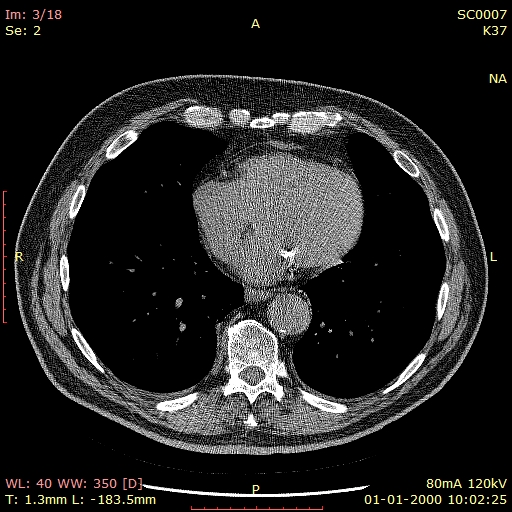 Im: 3/18
Se: 2
A
SC0007
K37
NA
R
L
WL: 40 WW: 350 [D]
T: 1.3mm L: -183.5mm
P
80mA 120kV
01-01-2000 10:02:25